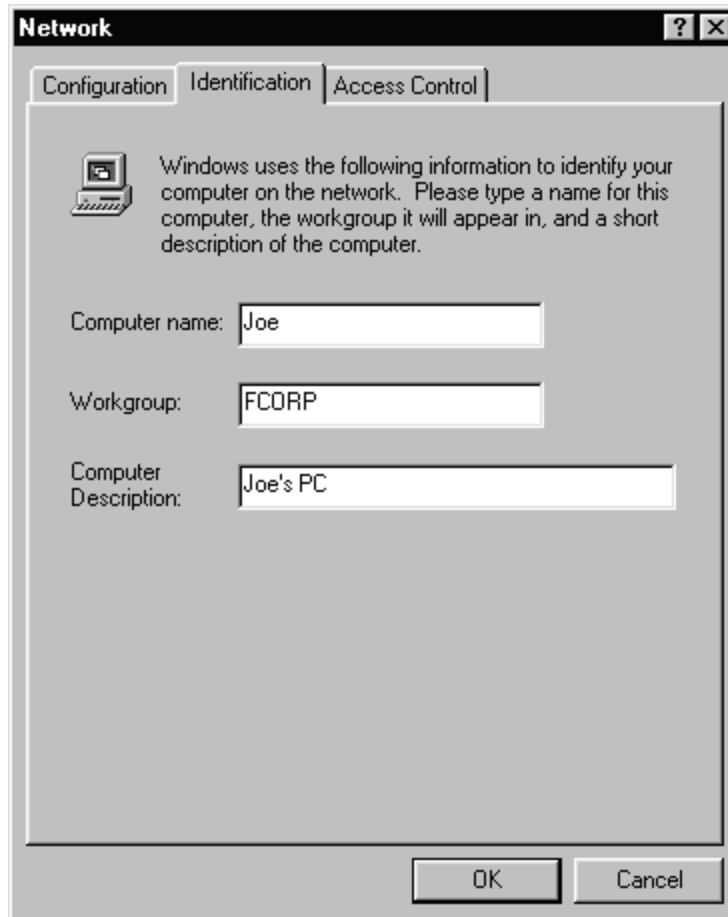 Network
Configuration Identification Access Control
Windows uses the following information to identify your
computer on the network.  Please type a name for this
computer, the workgroup it will appear in, and a short
description of the computer.
Computer name: Joe
Workgroup: FCORP
Computer
Description: Joe's PC
OK Cancel